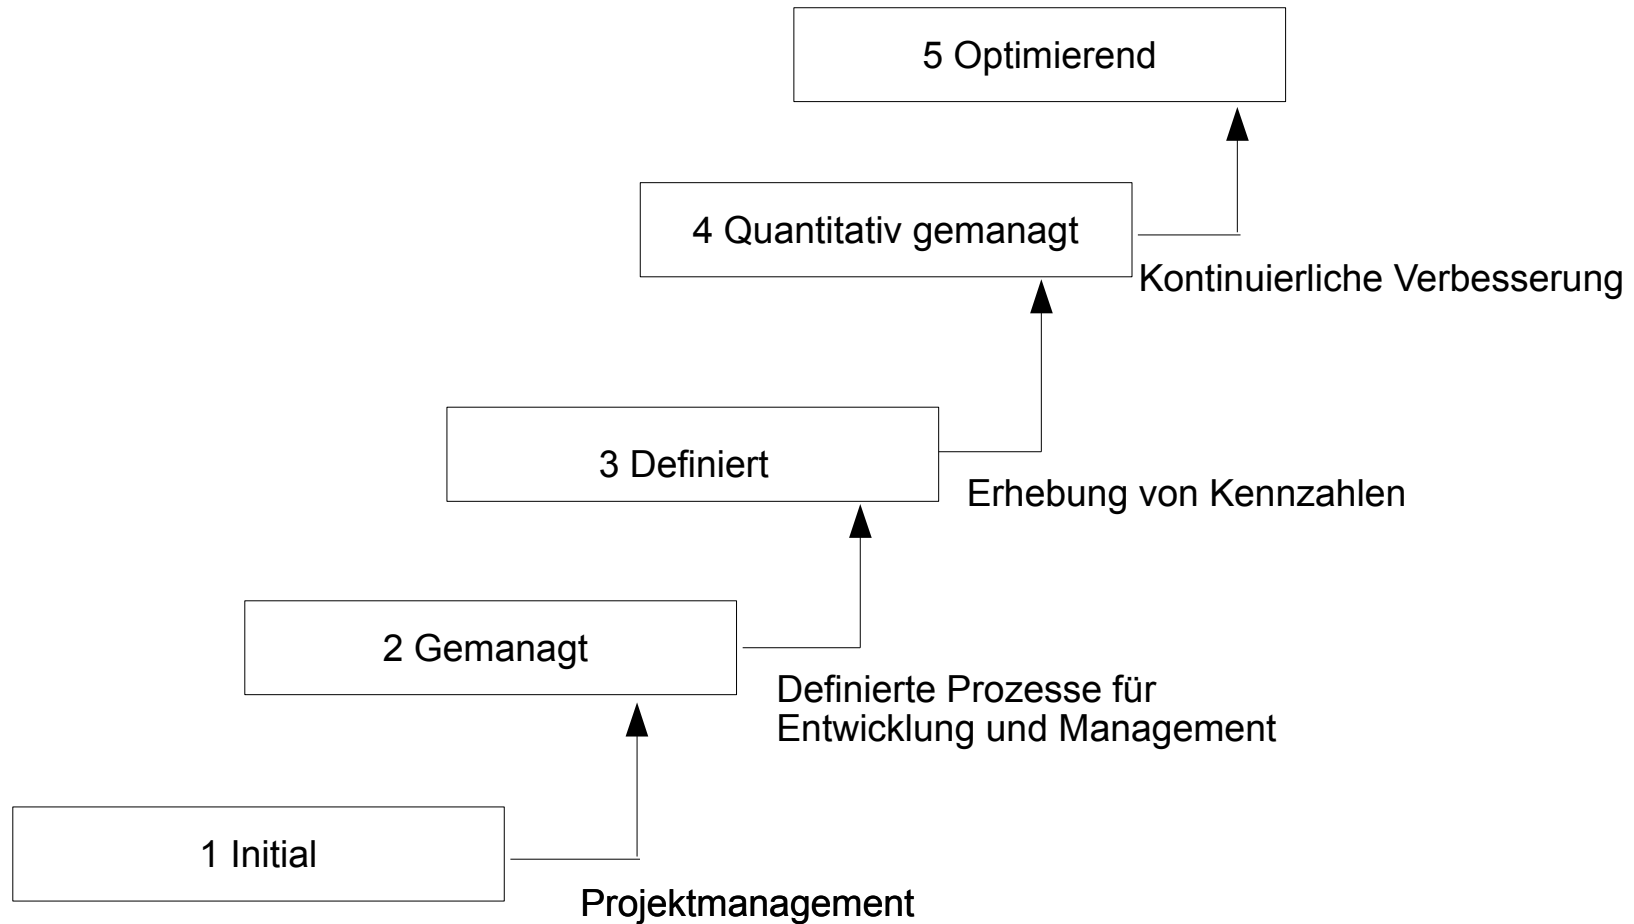 5 Optimierend
4 Quantitativ gemanagt
Kontinuierliche Verbesserung
3 Definiert
Erhebung von Kennzahlen
2 Gemanagt
Definierte Prozesse für
Entwicklung und Management
1 Initial
Projektmanagement